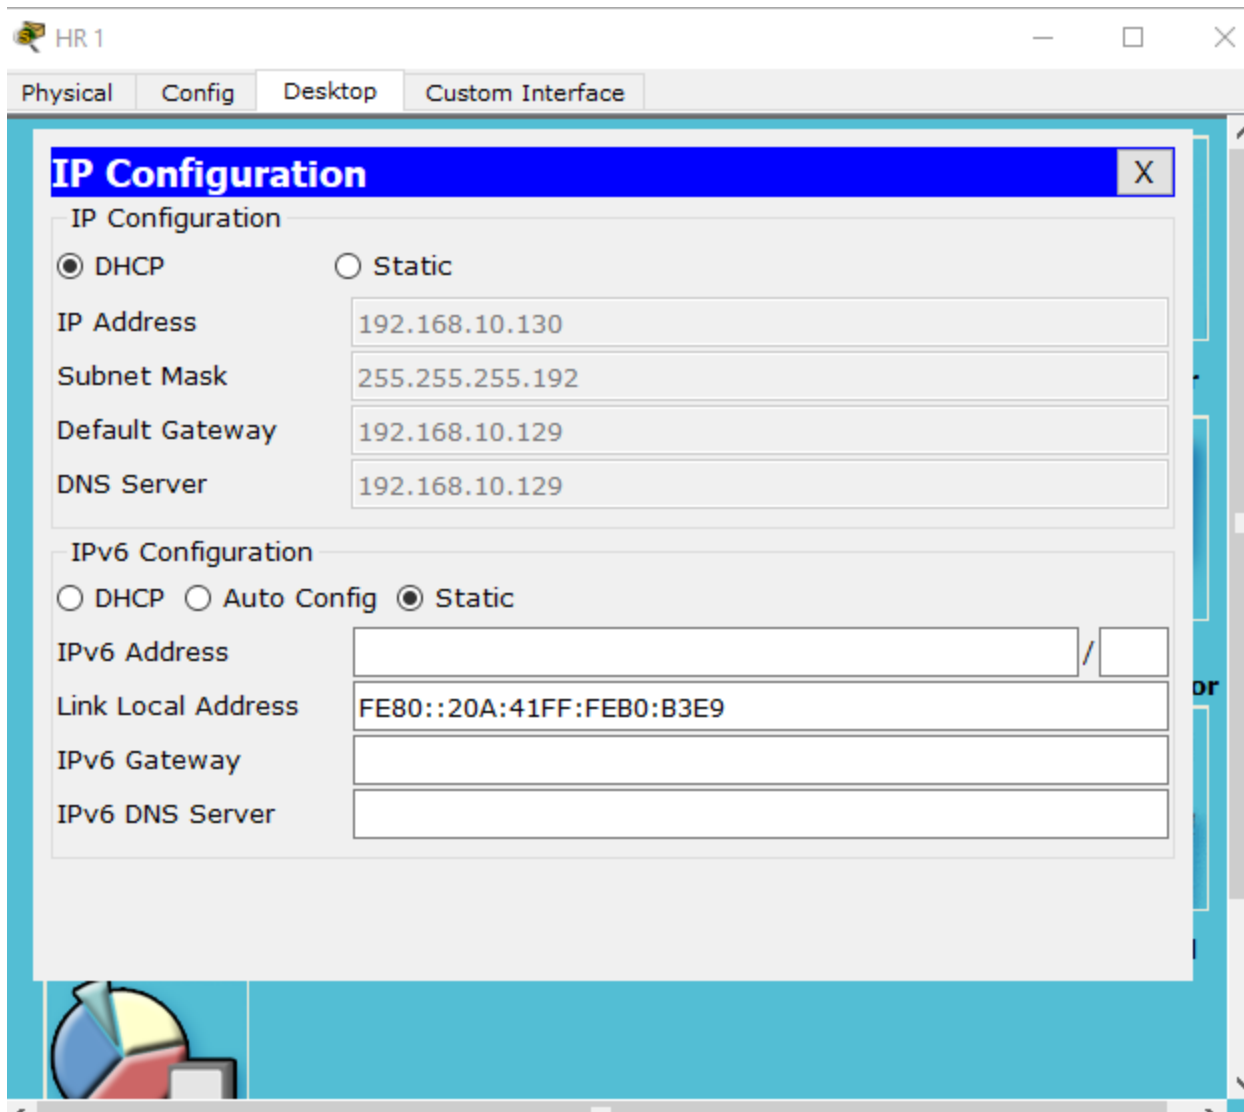 HR 1
Physical Config Desktop Custom Interface
IP Configuration X
IP Configuration
DHCP Static
IP Address 192.168.10.130
Subnet Mask 255.255.255.192
Default Gateway 192.168.10.129
DNS Server 192.168.10.129
IPv6 Configuration
DHCP Auto Config Static
IPv6 Address /
Link Local Address FE80::20A:41FF:FEB0:B3E9
IPv6 Gateway
IPv6 DNS Server
or